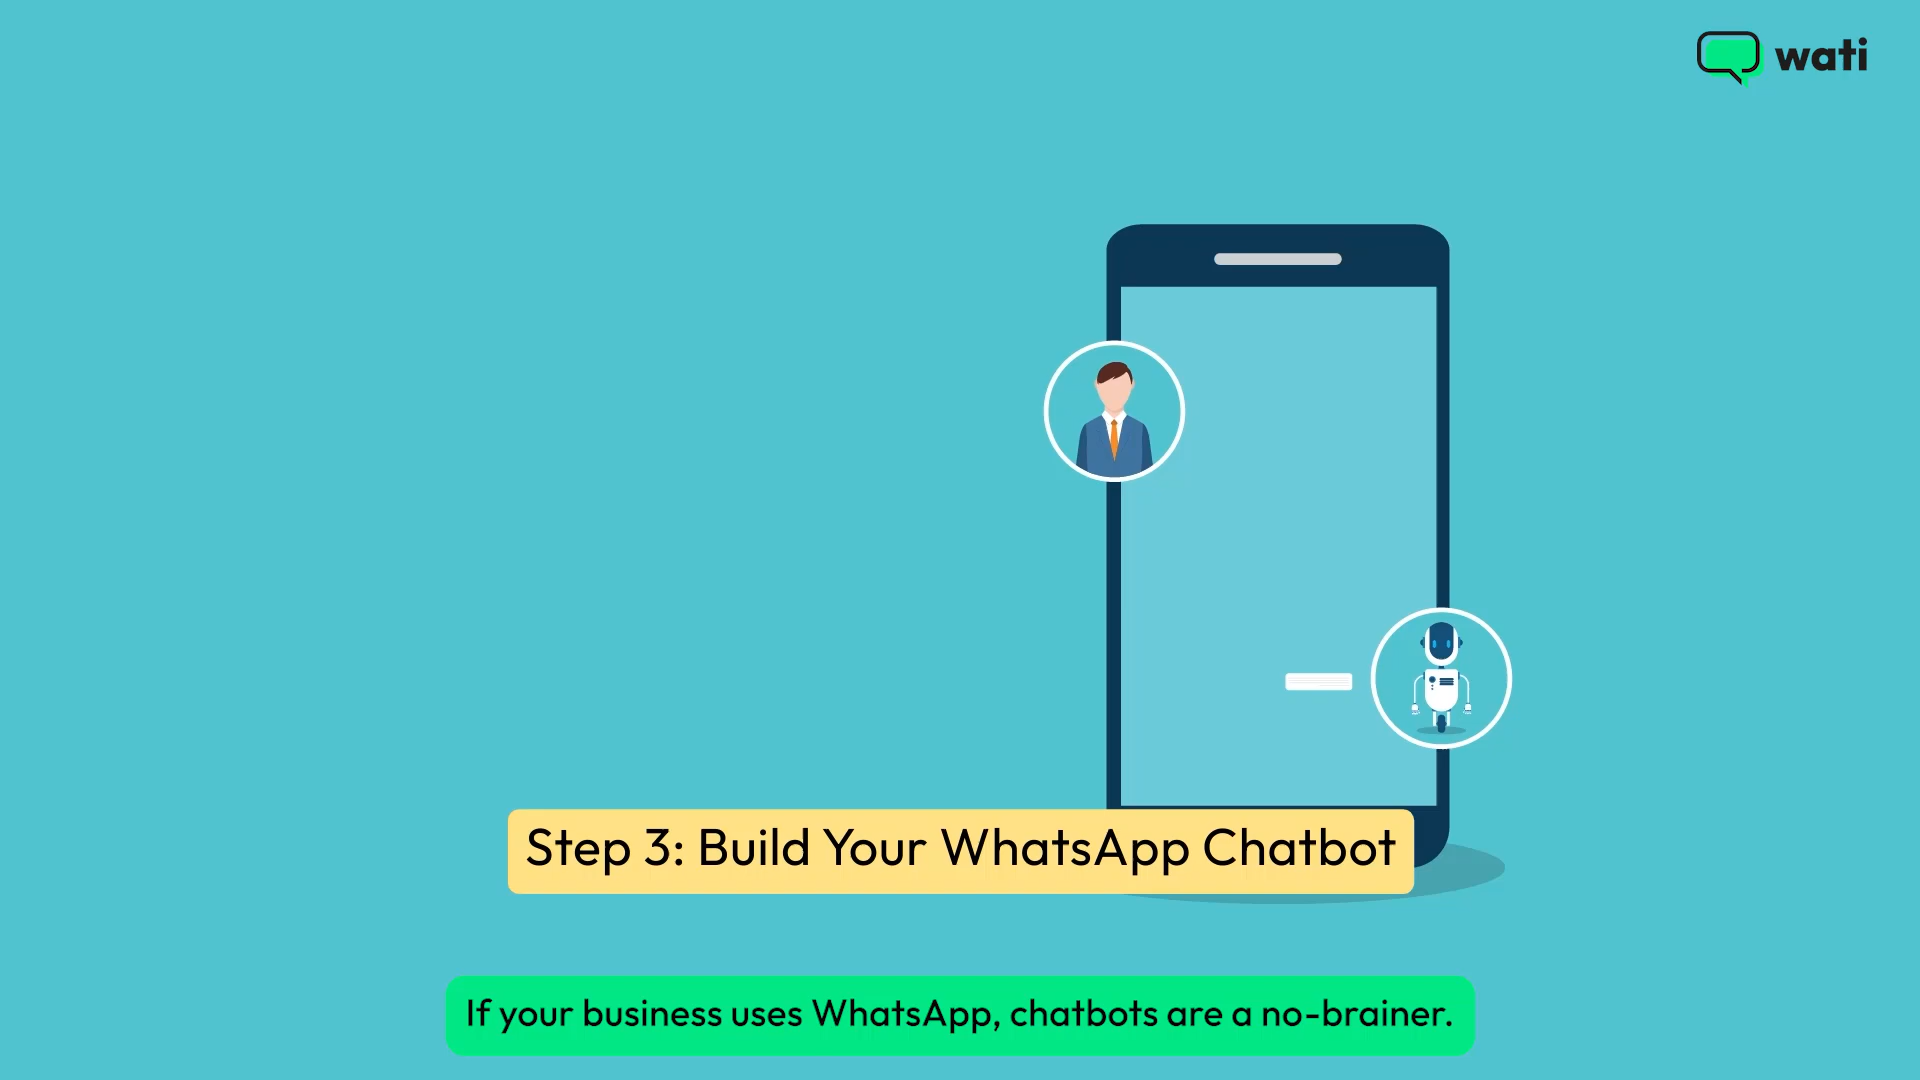 wati
Step 3: Build Your WhatsApp Chatbot
If your business uses WhatsApp, chatbots are a no-brainer.